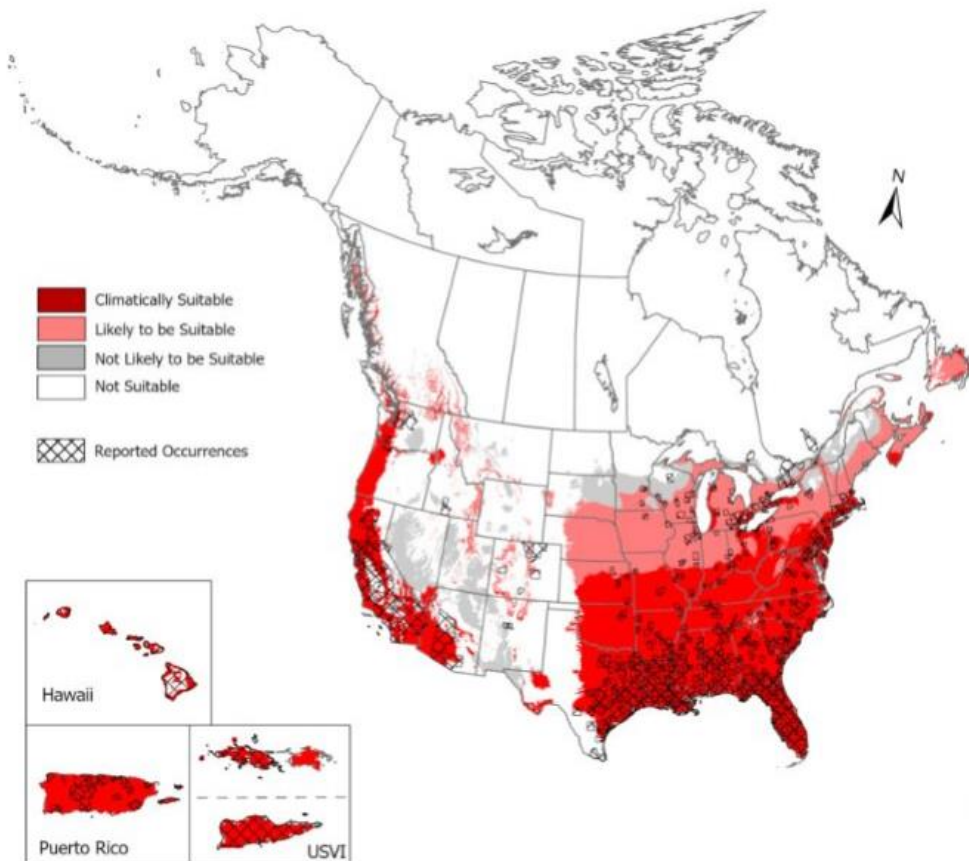 N
Climatically Suitable
Likely to be Suitable
Not Likely to be Suitable
Not Suitable
Reported Occurrences
Hawaii
Puerto Rico
USVI